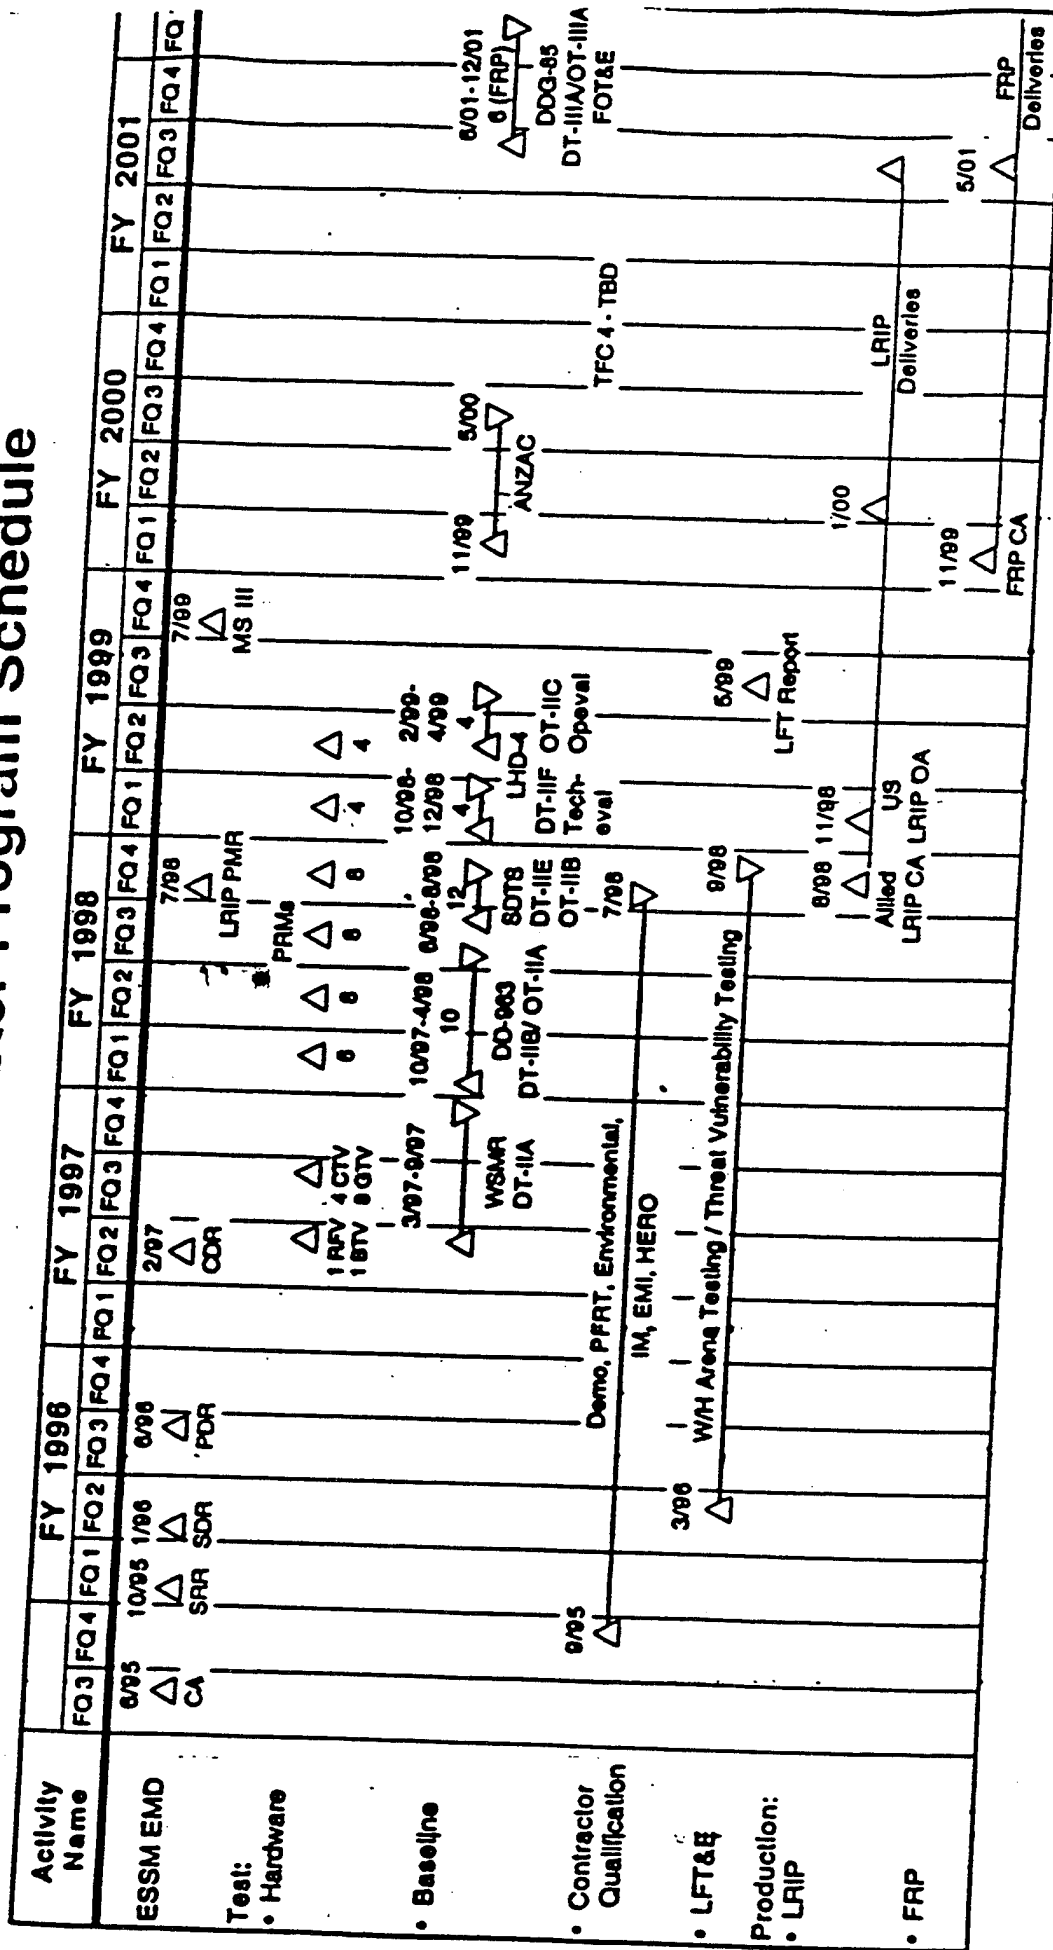 Program Schedule
Activity Name
FY 1996
FY 1997
FY 1998
FY 1999
FY 2000
FY 2001
FQ3 FQ4 FQ1 FQ2 FQ3 FQ4 FQ1 FQ2 FQ3 FQ4 FQ1 FQ2 FQ3 FQ4 FQ1 FQ2 FQ3 FQ4 FQ1 FQ2 FQ3 FQ4 FQ1 FQ2 FQ3 FQ4 FQ
ESSM EMD
6/95
CA
10/95
SRR
1/96
SDR
6/96
PDR
2/97
CDR
7/98
LRIP PMR
7/99
MS III
Test:
• Hardware
1 RFV
1 BTV
4 CTV
8 GTV
PRMs
6
8
8
8
4
4
• Baseline
3/97-9/97
WSMR
DT-IIA
10/97-4/98
10
DD-963
DT-IIB/ OT-IIA
6/98-8/98
12
SDTS
DT-IIE
OT-IIB
10/98-
12/98
4
2/99-
4/99
4
LHD-4
DT-IIF
Tech-
eval
OT-IIC
Opeval
11/99
5/00
ANZAC
TFC 4 - TBD
6/01-12/01
6 (FRP)
DDG-85
DT-IIIA/OT-IIIA
FOT&E
• Contractor
Qualification
9/95
Demo, PFRT, Environmental,
IM, EMI, HERO
7/98
• LFT&E
3/96
W/H Arena Testing / Threat Vulnerability Testing
9/98
5/99
LFT Report
Production:
• LRIP
8/98
Allied
LRIP CA
11/98
US
LRIP OA
1/00
LRIP
Deliveries
• FRP
11/99
FRP CA
5/01
FRP
Deliveries